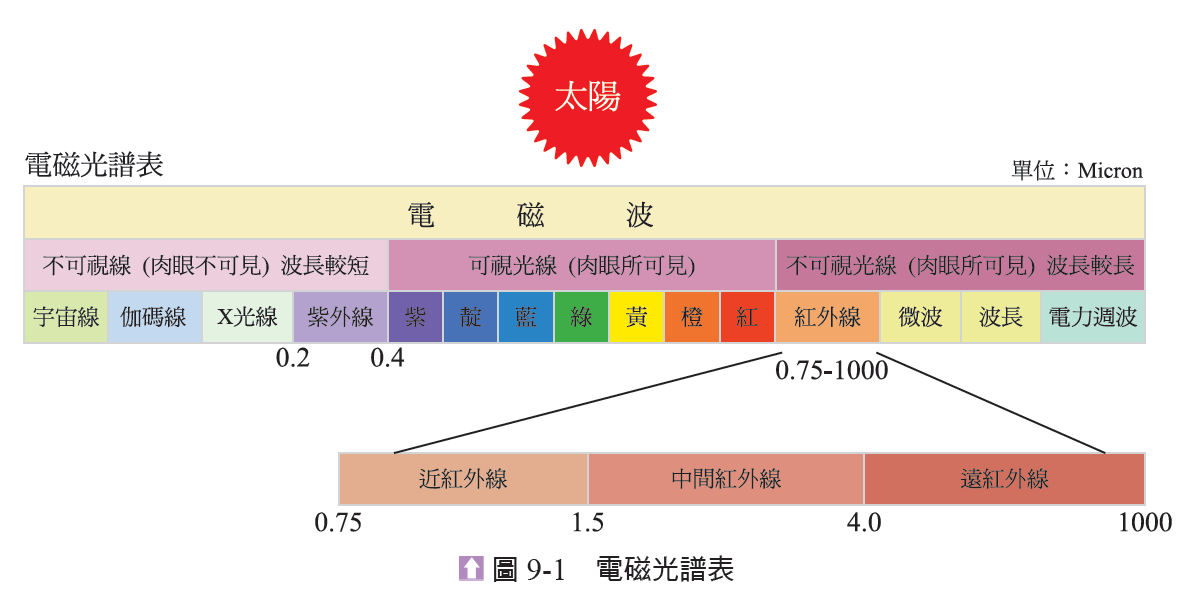 太陽
電磁光譜表
單位：Micron
電 磁 波
不可視線 (肉眼不可見) 波長較短 可視光線 (肉眼所可見) 不可視光線 (肉眼所可見) 波長較長
宇宙線 伽碼線 X光線 紫外線 紫 靛 藍 綠 黃 橙 紅 紅外線 微波 波長 電力週波
0.2 0.4 0.75-1000
近紅外線 中間紅外線 遠紅外線
0.75 1.5 4.0 1000
圖 9-1 電磁光譜表